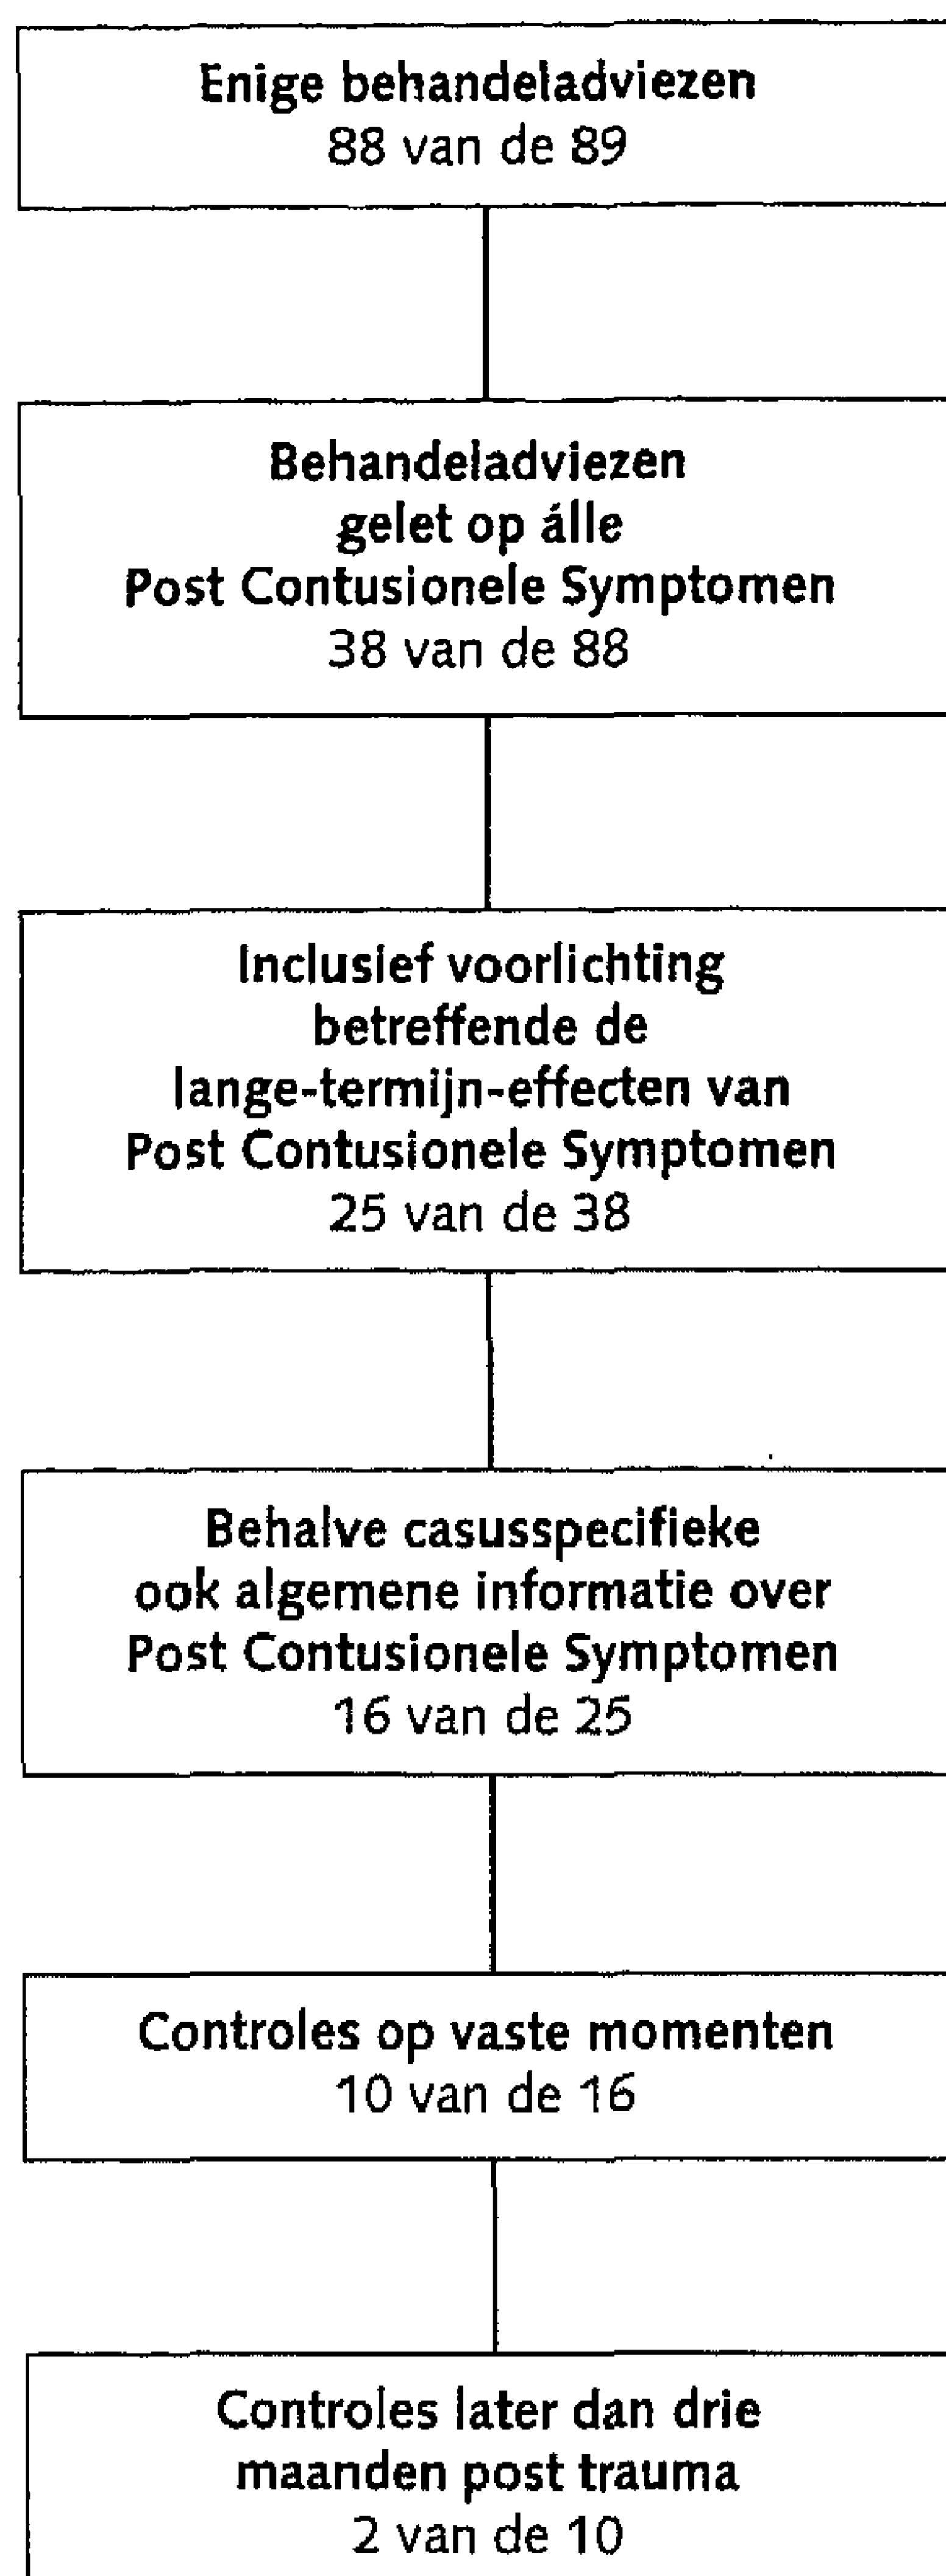 Enige behandeladviezen
88 van de 89
Behandeladviezen
gelet op álle
Post Contusionele Symptomen
38 van de 88
Inclusief voorlichting
betreffende de
lange-termijn-effecten van
Post Contusionele Symptomen
25 van de 38
Behalve casusspecifieke
ook algemene informatie over
Post Contusionele Symptomen
16 van de 25
Controles op vaste momenten
10 van de 16
Controles later dan drie
maanden post trauma
2 van de 10